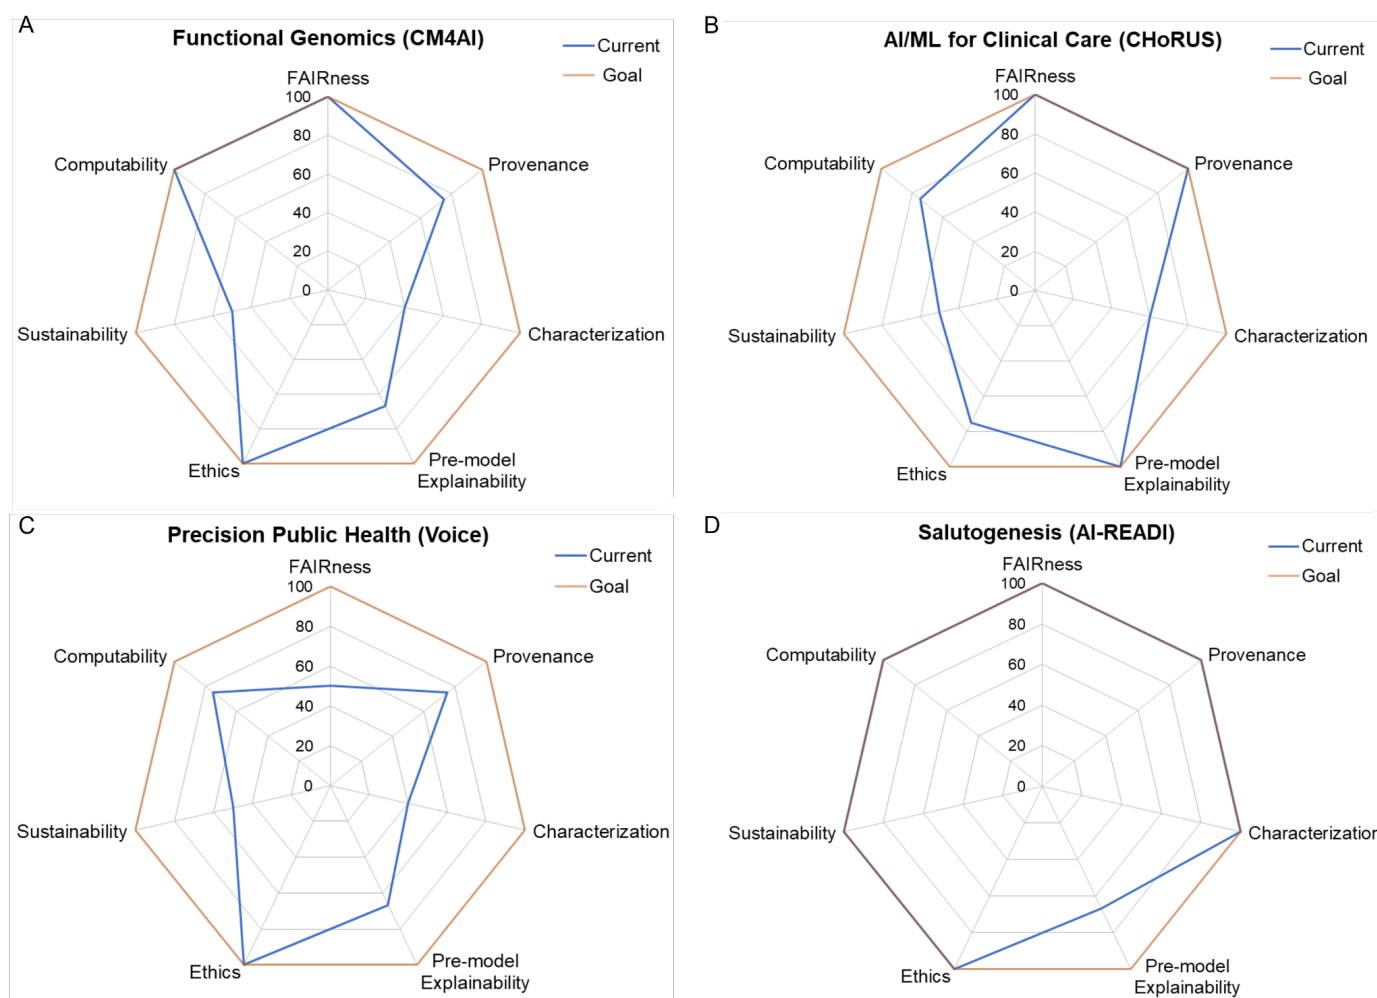 A
Functional Genomics (CM4AI)
Current
Goal
FAIRness
100
80
60
40
20
0
Computability
Provenance
Sustainability
Characterization
Ethics
Pre-model
Explainability
B
AI/ML for Clinical Care (CHoRUS)
Current
Goal
FAIRness
100
80
60
40
20
0
Computability
Provenance
Sustainability
Characterization
Ethics
Pre-model
Explainability
C
Precision Public Health (Voice)
Current
Goal
FAIRness
100
80
60
40
20
0
Computability
Provenance
Sustainability
Characterization
Ethics
Pre-model
Explainability
D
Salutogenesis (AI-READI)
Current
Goal
FAIRness
100
80
60
40
20
0
Computability
Provenance
Sustainability
Characterization
Ethics
Pre-model
Explainability